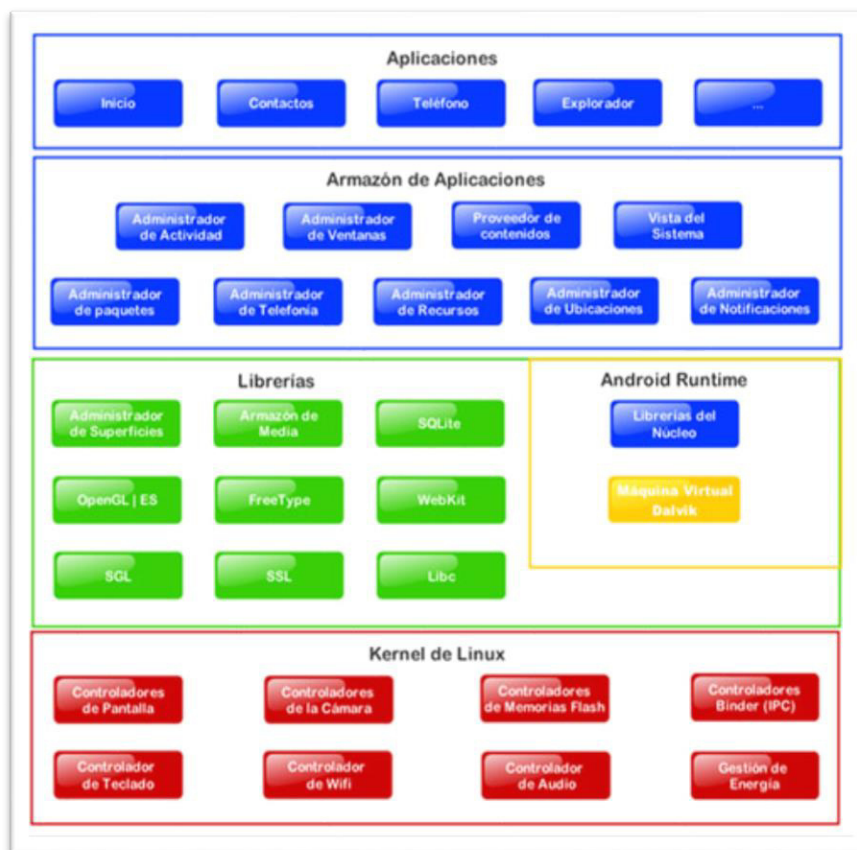 Aplicaciones
Inicio
Contactos
Teléfono
Explorador
...
Armazón de Aplicaciones
Administrador
de Actividad
Administrador
de Ventanas
Proveedor de
contenidos
Vista del
Sistema
Administrador
de paquetes
Administrador
de Telefonía
Administrador
de Recursos
Administrador
de Ubicaciones
Administrador
de Notificaciones
Librerías
Administrador
de Superficies
Armazón de
Media
SQLite
OpenGL | ES
FreeType
WebKit
SGL
SSL
Libc
Android Runtime
Librerías del
Núcleo
Máquina Virtual
Dalvik
Kernel de Linux
Controladores
de Pantalla
Controladores
de la Cámara
Controladores
de Memorias Flash
Controladores
Binder (IPC)
Controlador
de Teclado
Controlador
de Wifi
Controlador
de Audio
Gestión de
Energía